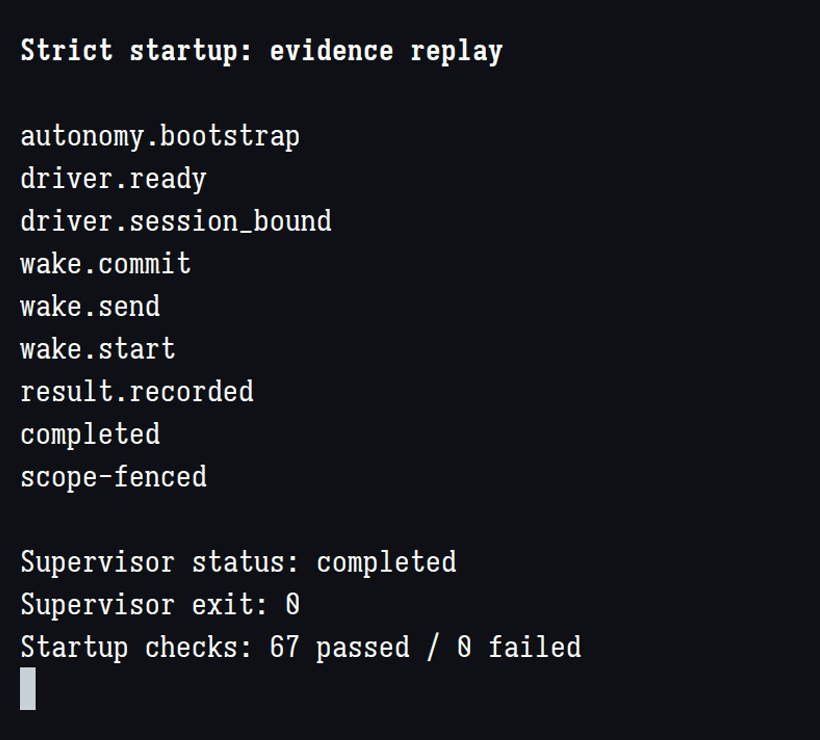 Strict startup: evidence replay
autonomy.bootstrap
driver.ready
driver.session_bound
wake.commit
wake.send
wake.start
result.recorded
completed
scope-fenced
Supervisor status: completed
Supervisor exit: 0
Startup checks: 67 passed / 0 failed